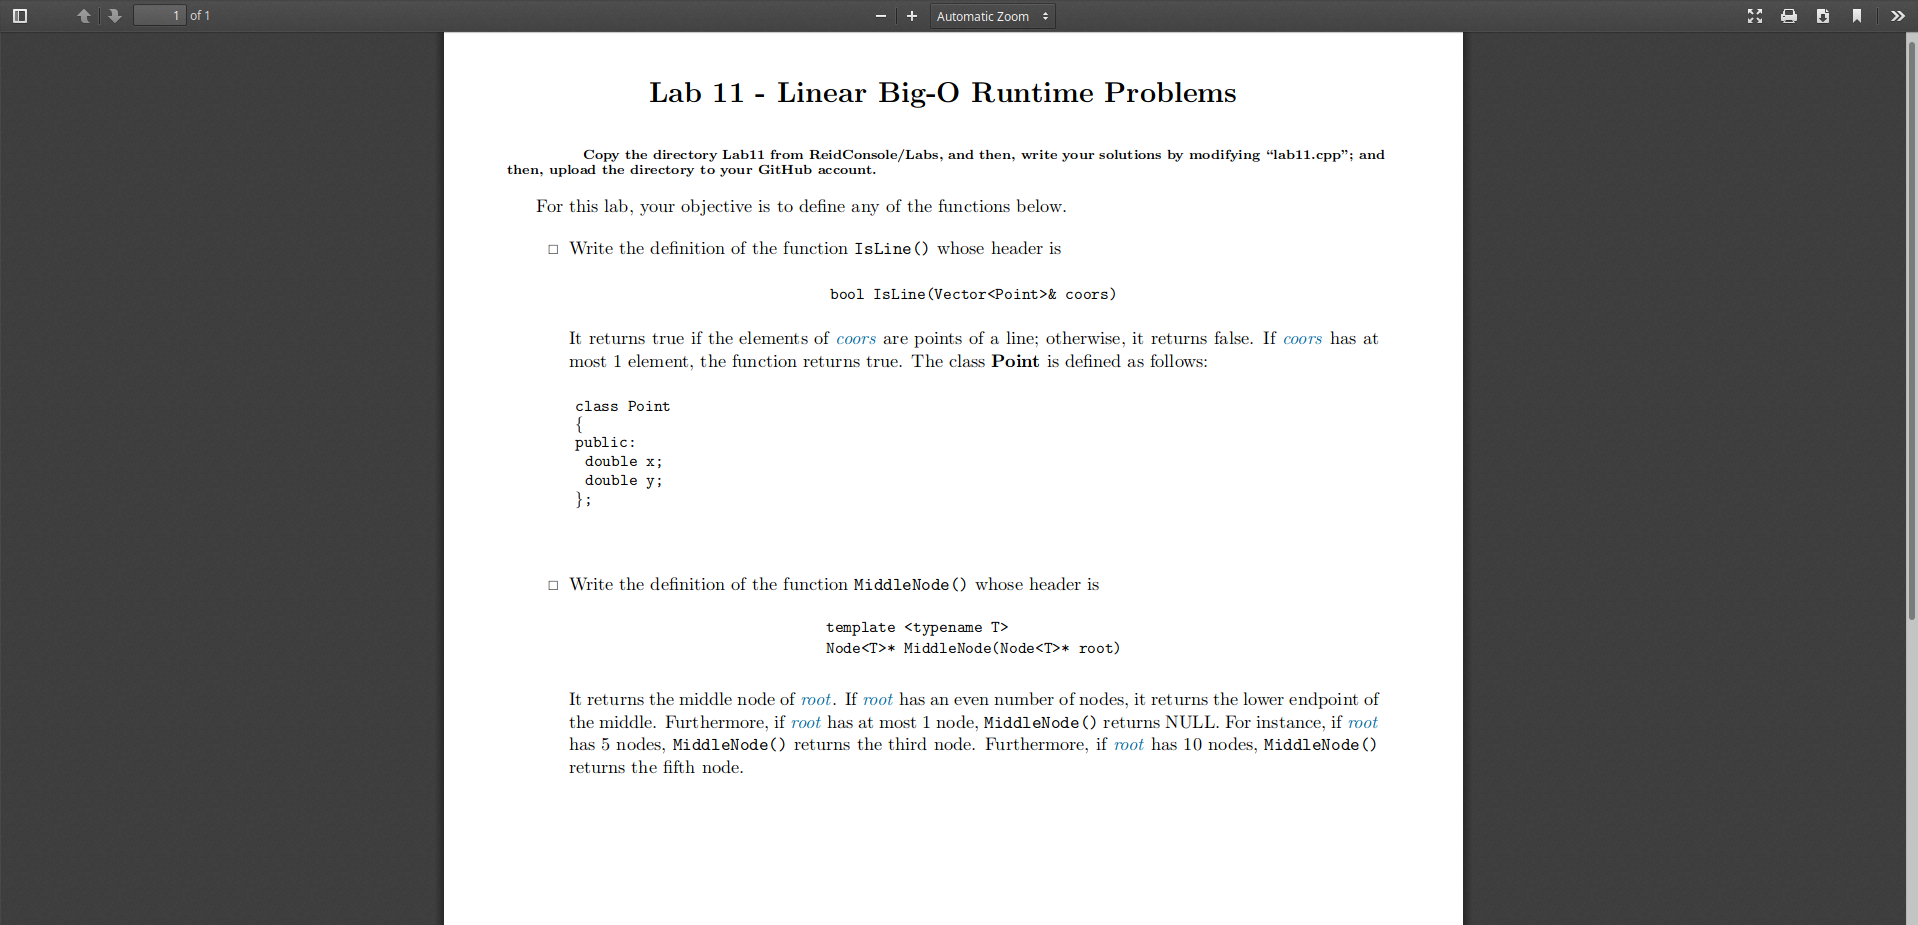 1 of 1
Automatic Zoom
Lab 11 - Linear Big-O Runtime Problems
Copy the directory Lab11 from ReidConsole/Labs, and then, write your solutions by modifying “lab11.cpp”; and
then, upload the directory to your GitHub account.
For this lab, your objective is to define any of the functions below.
Write the definition of the function IsLine() whose header is
bool IsLine(Vector<Point>& coors)
It returns true if the elements of coors are points of a line; otherwise, it returns false. If coors has at
most 1 element, the function returns true. The class Point is defined as follows:
class Point
{
public:
double x;
double y;
};
Write the definition of the function MiddleNode() whose header is
template <typename T>
Node<T>* MiddleNode(Node<T>* root)
It returns the middle node of root. If root has an even number of nodes, it returns the lower endpoint of
the middle. Furthermore, if root has at most 1 node, MiddleNode() returns NULL. For instance, if root
has 5 nodes, MiddleNode() returns the third node. Furthermore, if root has 10 nodes, MiddleNode()
returns the fifth node.